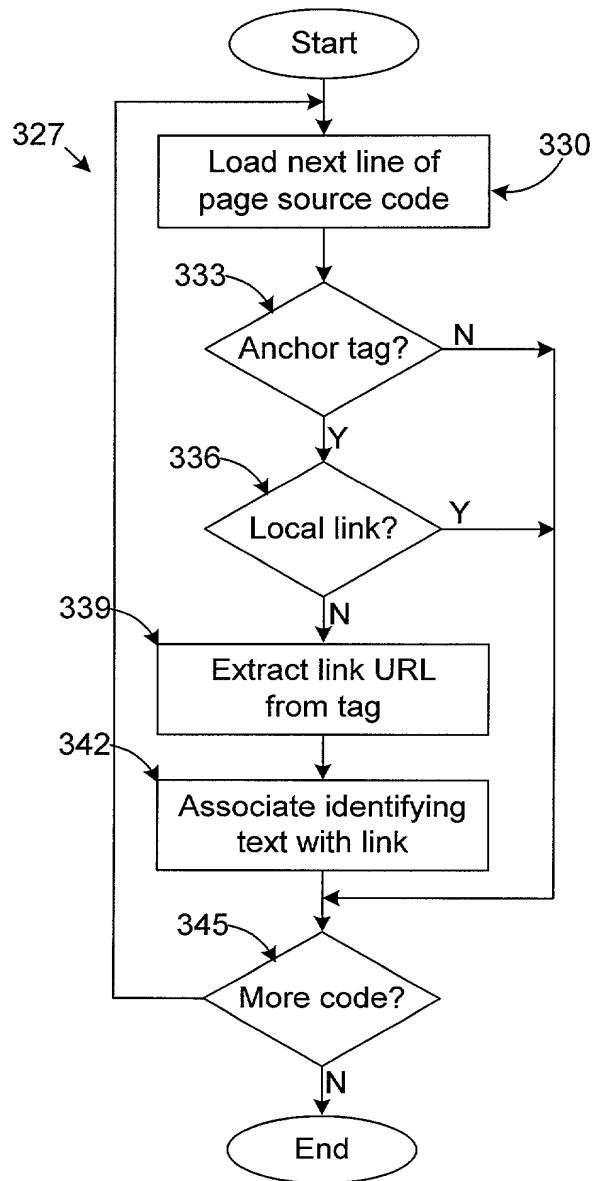 Start
327
Load next line of
page source code
330
333
Anchor tag?
N
Y
336
Local link?
Y
N
339
Extract link URL
from tag
342
Associate identifying
text with link
345
More code?
N
End